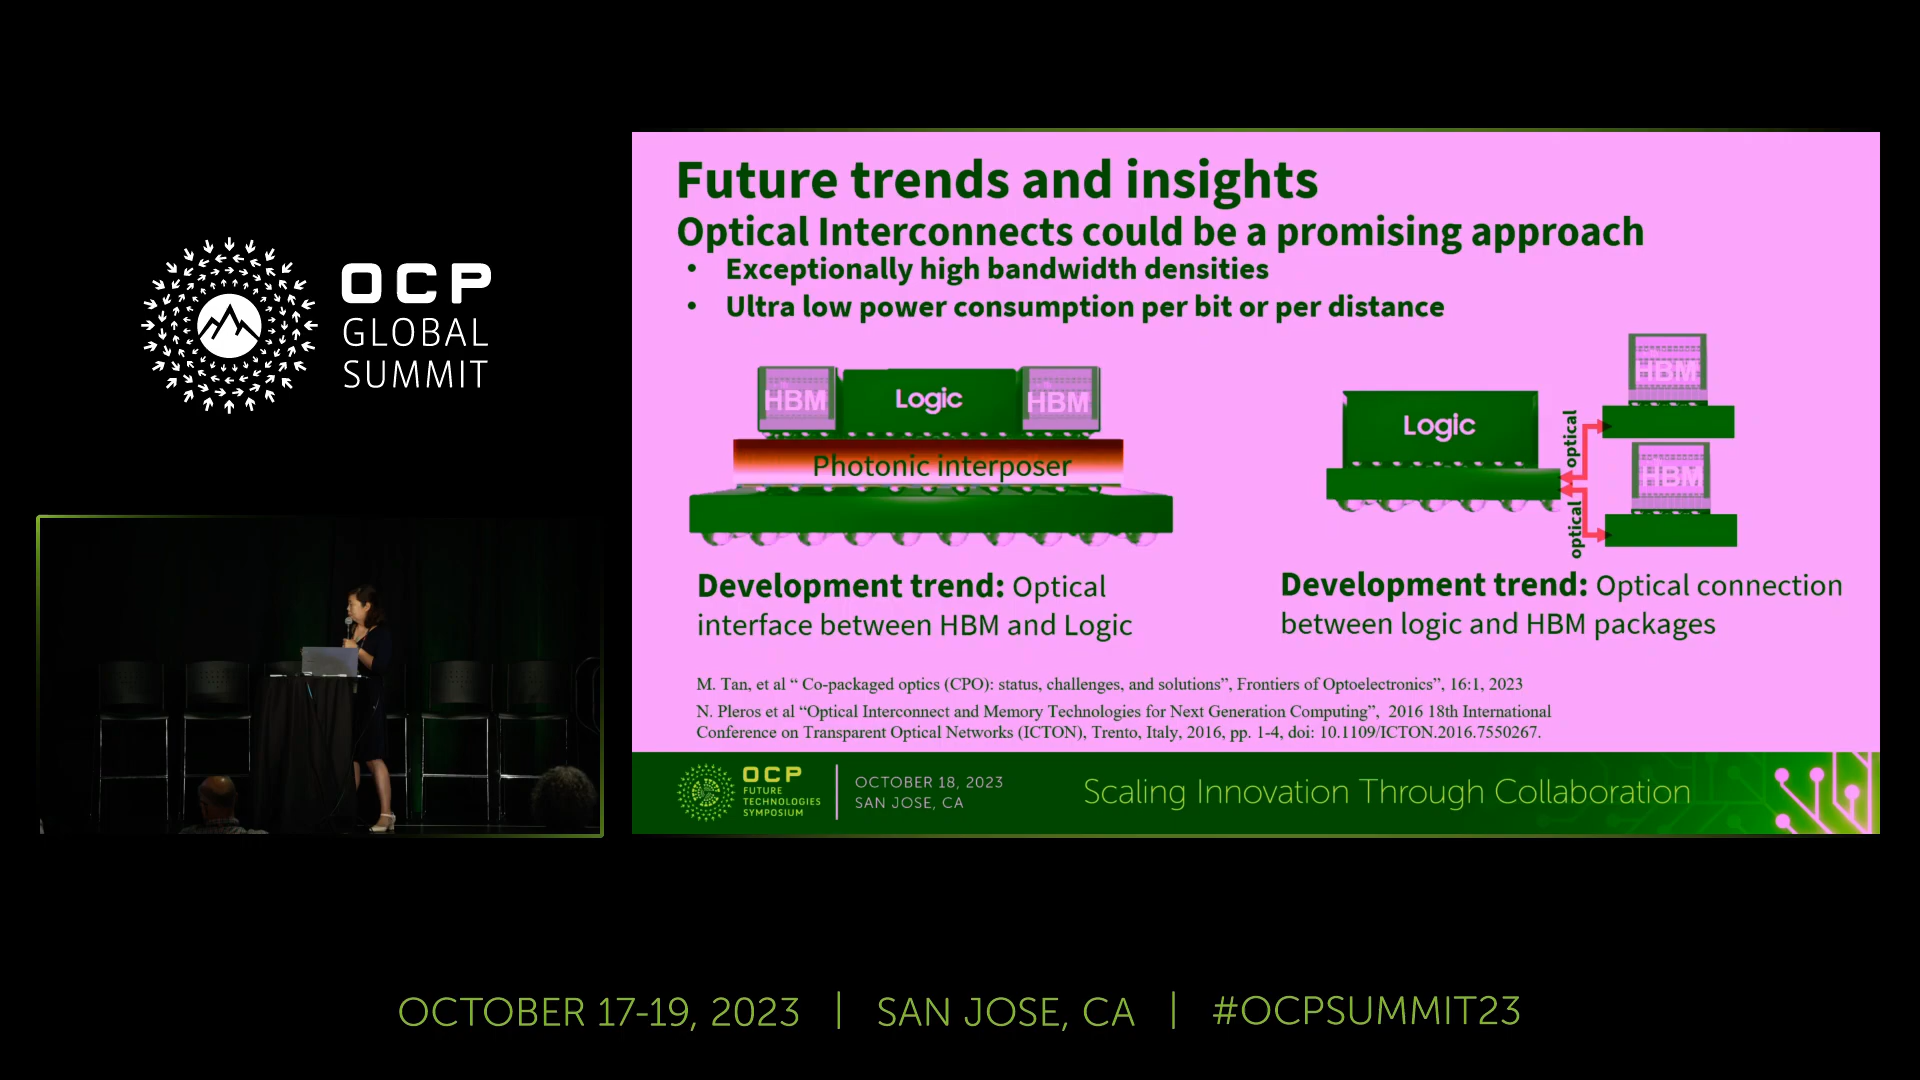 OCP
GLOBAL
SUMMIT
Future trends and insights
Optical Interconnects could be a promising approach
• Exceptionally high bandwidth densities
• Ultra low power consumption per bit or per distance
HBM
Logic
HBM
Photonic interposer
Logic
optical
optical
HBM
HBM
Development trend: Optical
interface between HBM and Logic
Development trend: Optical connection
between logic and HBM packages
M. Tan, et al “ Co-packaged optics (CPO): status, challenges, and solutions”, Frontiers of Optoelectronics”, 16:1, 2023
N. Pleros et al “Optical Interconnect and Memory Technologies for Next Generation Computing”, 2016 18th International
Conference on Transparent Optical Networks (ICTON), Trento, Italy, 2016, pp. 1-4, doi: 10.1109/ICTON.2016.7550267.
OCP
FUTURE
TECHNOLOGIES
SYMPOSIUM
OCTOBER 18, 2023
SAN JOSE, CA
Scaling Innovation Through Collaboration
OCTOBER 17-19, 2023 | SAN JOSE, CA | #OCPSUMMIT23